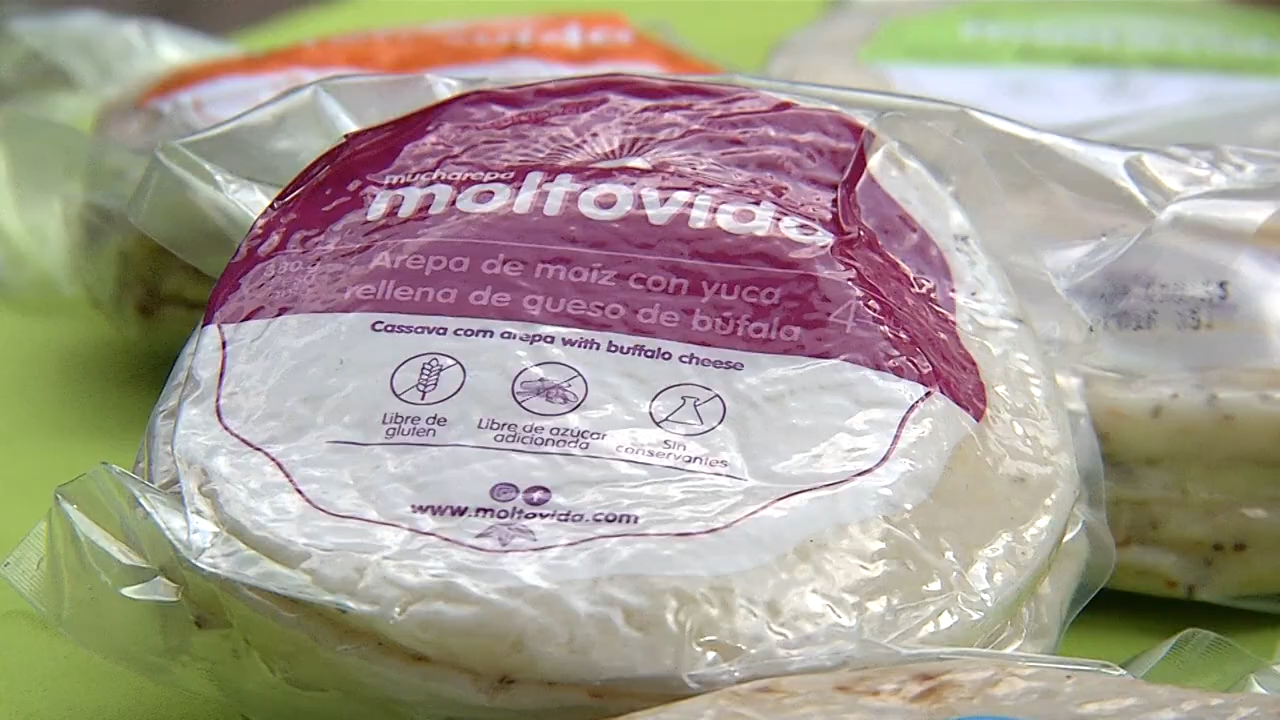 mucharepa
moltovida
Arepa de maíz con yuca
rellena de queso de búfala
4
Cassava corn arepa with buffalo cheese
Libre de
gluten
Libre de azúcar
adicionada
Sin
conservantes
www.moltovida.com